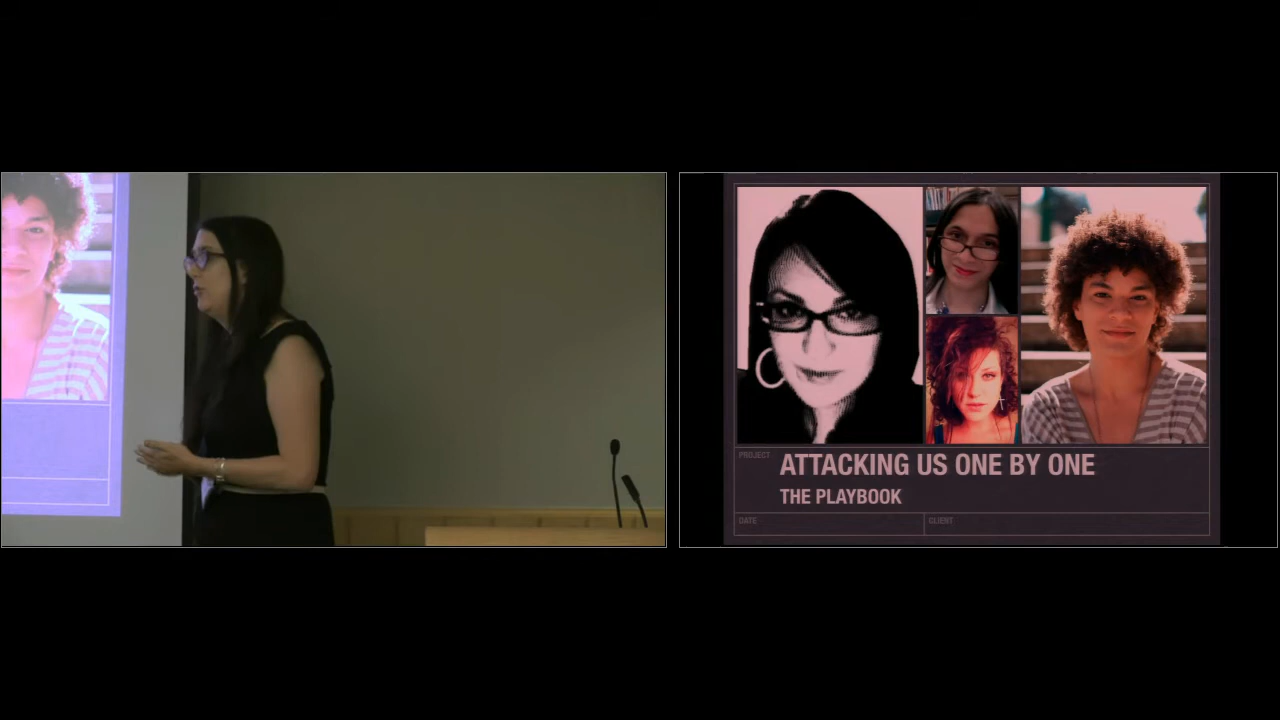 PROJECT
ATTACKING US ONE BY ONE
THE PLAYBOOK
DATE
CLIENT